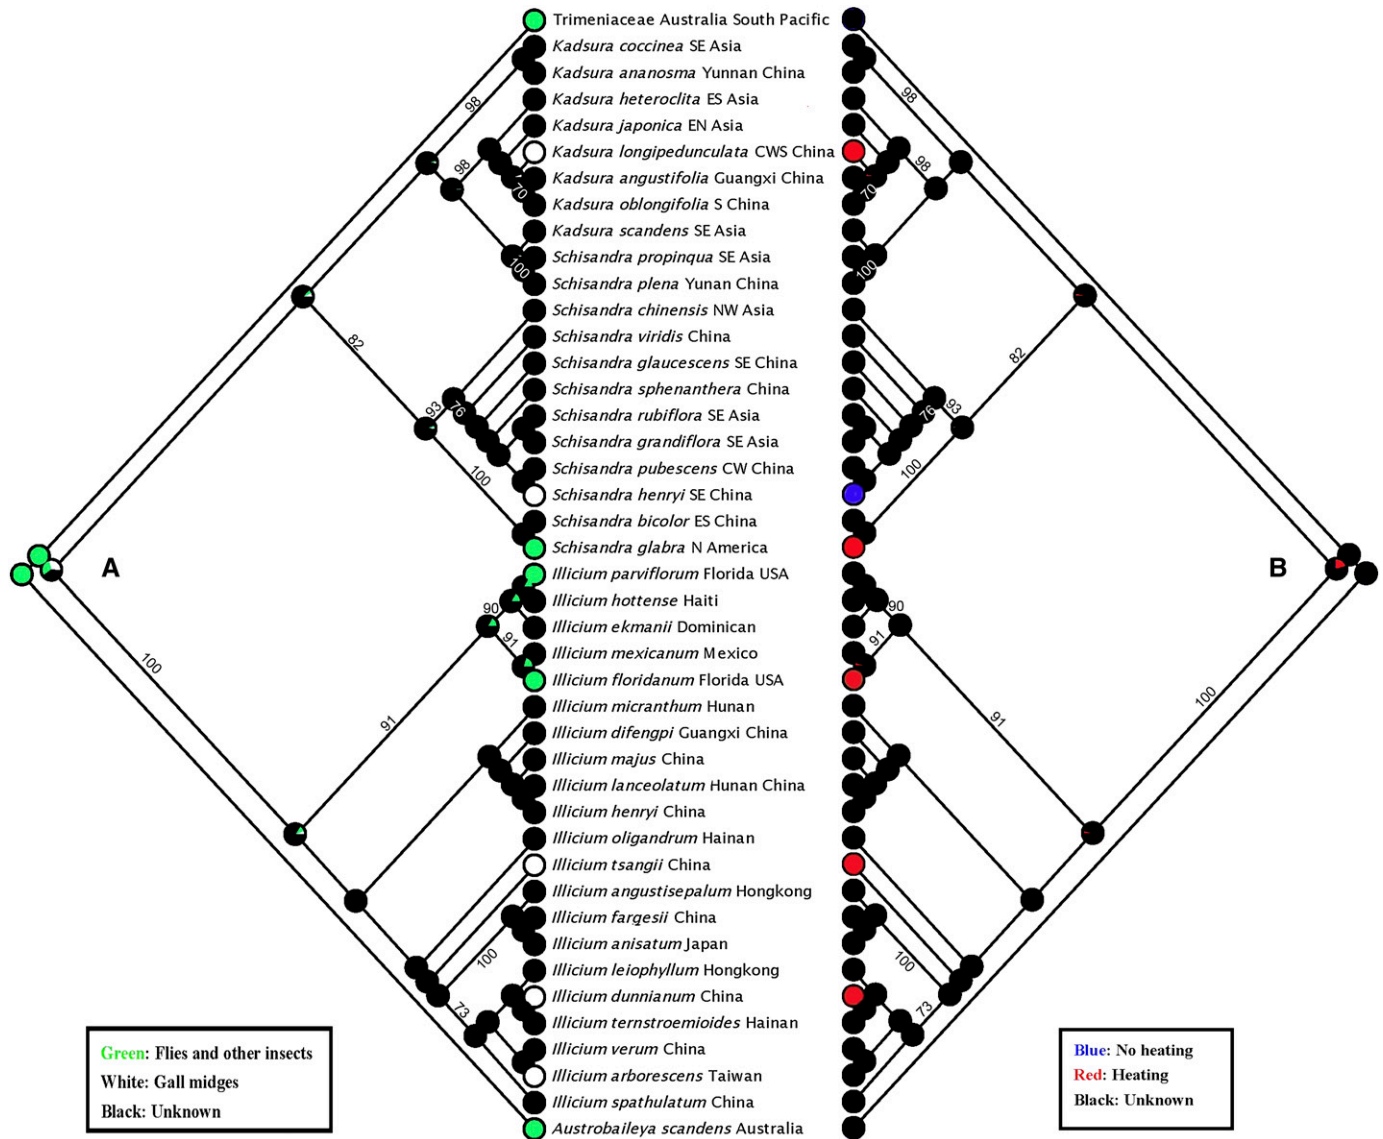 Trimeniaceae Australia South Pacific
Kadsura coccinea SE Asia
Kadsura ananosma Yunnan China
Kadsura heteroclita ES Asia
Kadsura japonica EN Asia
Kadsura longipedunculata CWS China
Kadsura angustifolia Guangxi China
Kadsura oblongifolia S China
Kadsura scandens SE Asia
Schisandra propinqua SE Asia
Schisandra plena Yunan China
Schisandra chinensis NW Asia
Schisandra viridis China
Schisandra glaucescens SE China
Schisandra sphenanthera China
Schisandra rubiflora SE Asia
Schisandra grandiflora SE Asia
Schisandra pubescens CW China
Schisandra henryi SE China
Schisandra bicolor ES China
Schisandra glabra N America
Illicium parviflorum Florida USA
Illicium hottense Haiti
Illicium ekmanii Dominican
Illicium mexicanum Mexico
Illicium floridanum Florida USA
Illicium micranthum Hunan
Illicium difengpi Guangxi China
Illicium majus China
Illicium lanceolatum Hunan China
Illicium henryi China
Illicium oligandrum Hainan
Illicium tsangii China
Illicium angustisepalum Hongkong
Illicium fargesii China
Illicium anisatum Japan
Illicium leiophyllum Hongkong
Illicium dunnianum China
Illicium ternstroemioides Hainan
Illicium verum China
Illicium arborescens Taiwan
Illicium spathulatum China
Austrobaileya scandens Australia
A
98
98
70
100
82
93
76
100
90
91
100
91
100
73
B
98
98
70
100
82
93
76
100
90
91
91
100
100
73
Green: Flies and other insects
White: Gall midges
Black: Unknown
Blue: No heating
Red: Heating
Black: Unknown